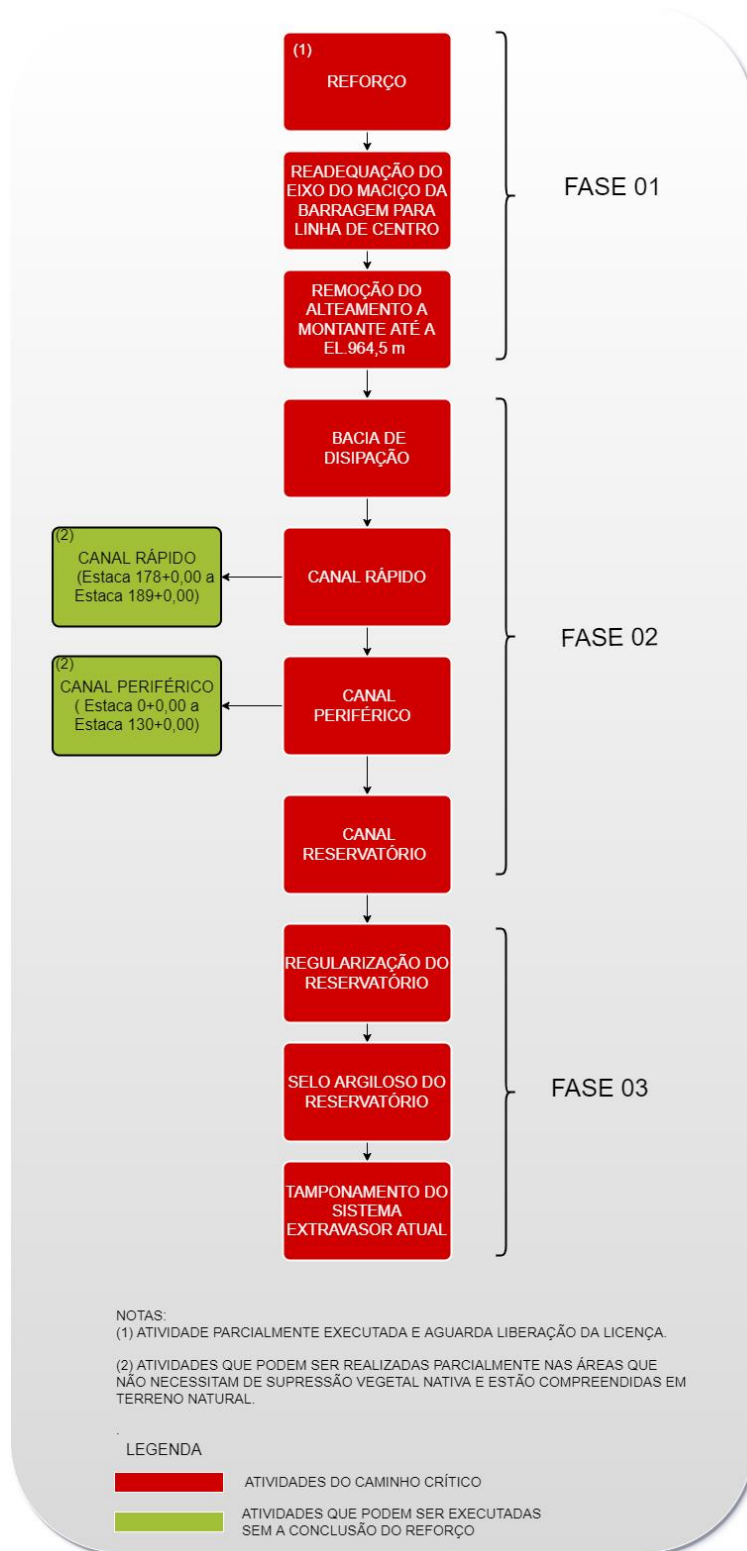 (1)
REFORÇO
READEQUAÇÃO DO
EIXO DO MACIÇO DA
BARRAGEM PARA
LINHA DE CENTRO
REMOÇÃO DO
ALTEAMENTO A
MONTANTE ATÉ A
EL.964,5 m
FASE 01
BACIA DE
DISIPAÇÃO
(2)
CANAL RÁPIDO
(Estaca 178+0,00 a
Estaca 189+0,00)
CANAL RÁPIDO
(2)
CANAL PERIFÉRICO
( Estaca 0+0,00 a
Estaca 130+0,00)
CANAL
PERIFÉRICO
CANAL
RESERVATÓRIO
FASE 02
REGULARIZAÇÃO DO
RESERVATÓRIO
SELO ARGILOSO DO
RESERVATÓRIO
TAMPONAMENTO DO
SISTEMA
EXTRAVASOR ATUAL
FASE 03
NOTAS:
(1) ATIVIDADE PARCIALMENTE EXECUTADA E AGUARDA LIBERAÇÃO DA LICENÇA.
(2) ATIVIDADES QUE PODEM SER REALIZADAS PARCIALMENTE NAS ÁREAS QUE
NÃO NECESSITAM DE SUPRESSÃO VEGETAL NATIVA E ESTÃO COMPREENDIDAS EM
TERRENO NATURAL.
.
LEGENDA
ATIVIDADES DO CAMINHO CRÍTICO
ATIVIDADES QUE PODEM SER EXECUTADAS
SEM A CONCLUSÃO DO REFORÇO